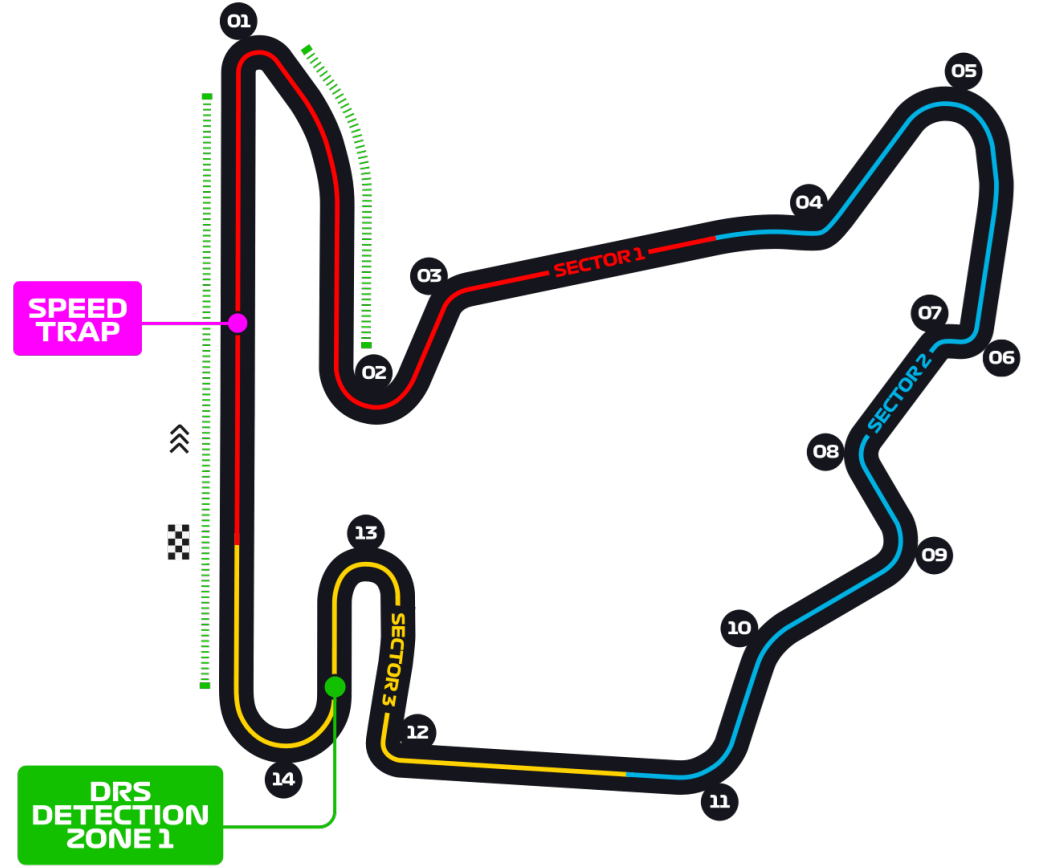 01
05
04
SECTOR 1
03
SPEED
TRAP
07
06
02
SECTOR 2
08
13
09
10
SECTOR 3
12
14
11
DRS
DETECTION
ZONE 1